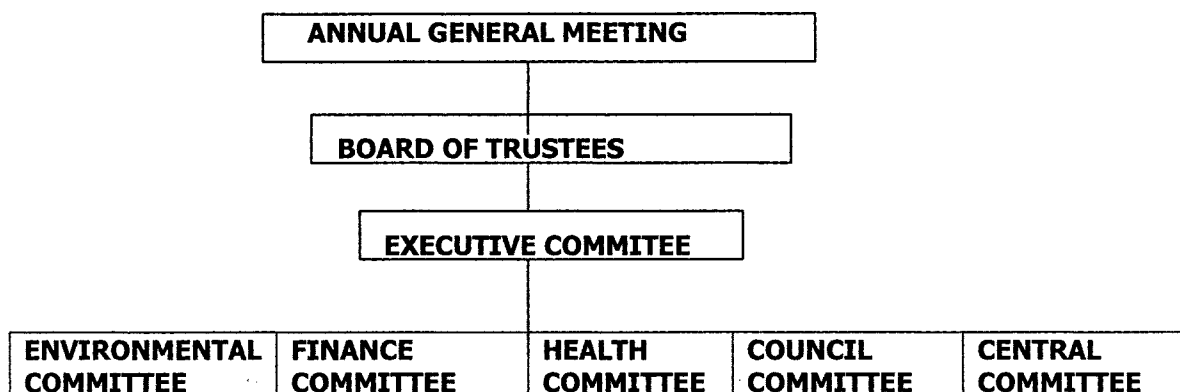 ANNUAL GENERAL MEETING
BOARD OF TRUSTEES
EXECUTIVE COMMITEE
ENVIRONMENTAL COMMITTEE
FINANCE COMMITTEE
HEALTH COMMITTEE
COUNCIL COMMITTEE
CENTRAL COMMITTEE